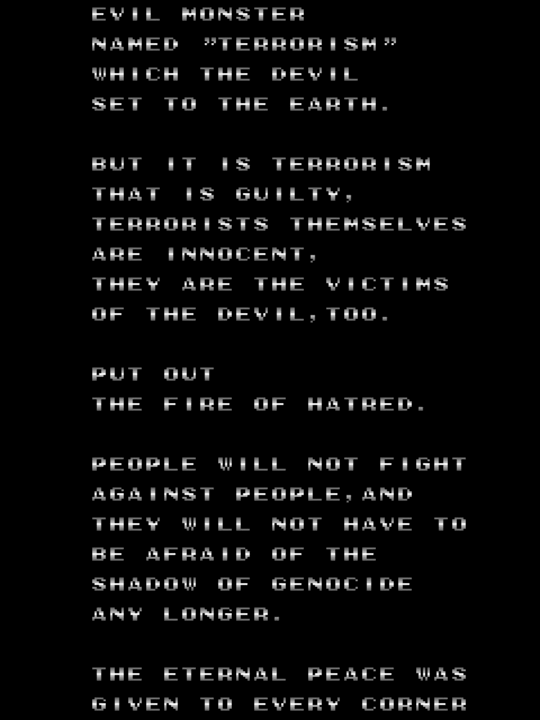 EVIL MONSTER
NAMED "TERRORISM"
WHICH THE DEVIL
SET TO THE EARTH.
BUT IT IS TERRORISM
THAT IS GUILTY,
TERRORISTS THEMSELVES
ARE INNOCENT,
THEY ARE THE VICTIMS
OF THE DEVIL,TOO.
PUT OUT
THE FIRE OF HATRED.
PEOPLE WILL NOT FIGHT
AGAINST PEOPLE,AND
THEY WILL NOT HAVE TO
BE AFRAID OF THE
SHADOW OF GENOCIDE
ANY LONGER.
THE ETERNAL PEACE WAS
GIVEN TO EVERY CORNER